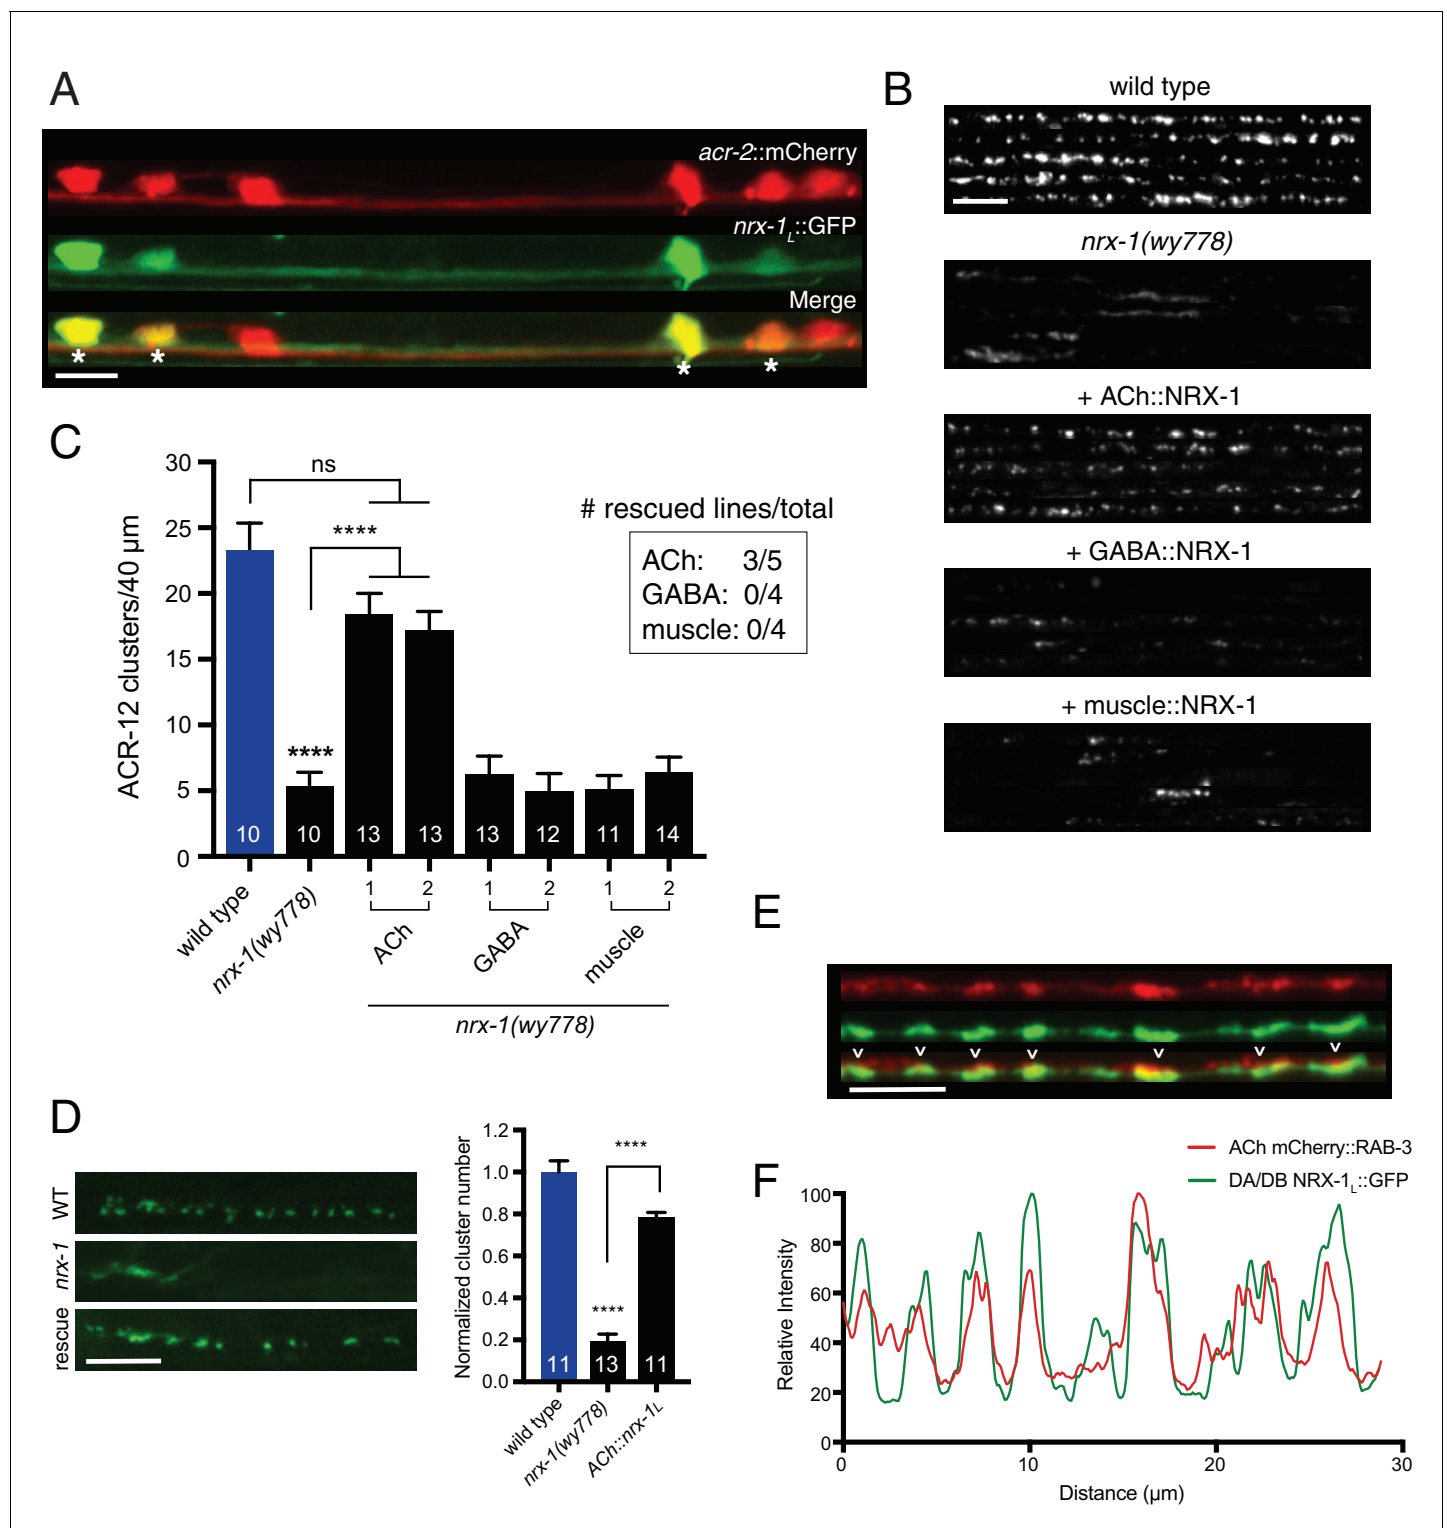 A
acr-2::mCherry
nrx-1L::GFP
Merge
* * * *
B
wild type
nrx-1(wy778)
+ ACh::NRX-1
+ GABA::NRX-1
+ muscle::NRX-1
C
ACR-12 clusters/40 µm
30
25
20
15
10
5
0
ns
****
****
10 10 13 13 13 12 11 14
wild type
nrx-1(wy778)
1 2 1 2 1 2
ACh GABA muscle
nrx-1(wy778)
# rescued lines/total
ACh: 3/5
GABA: 0/4
muscle: 0/4
D
WT
nrx-1
rescue
Normalized cluster number
1.2
1.0
0.8
0.6
0.4
0.2
0.0
****
****
11 13 11
wild type
nrx-1(wy778)
ACh::nrx-1L
E
F
ACh mCherry::RAB-3
DA/DB NRX-1L::GFP
Relative Intensity
100
80
60
40
20
0
0 10 20 30
Distance (µm)